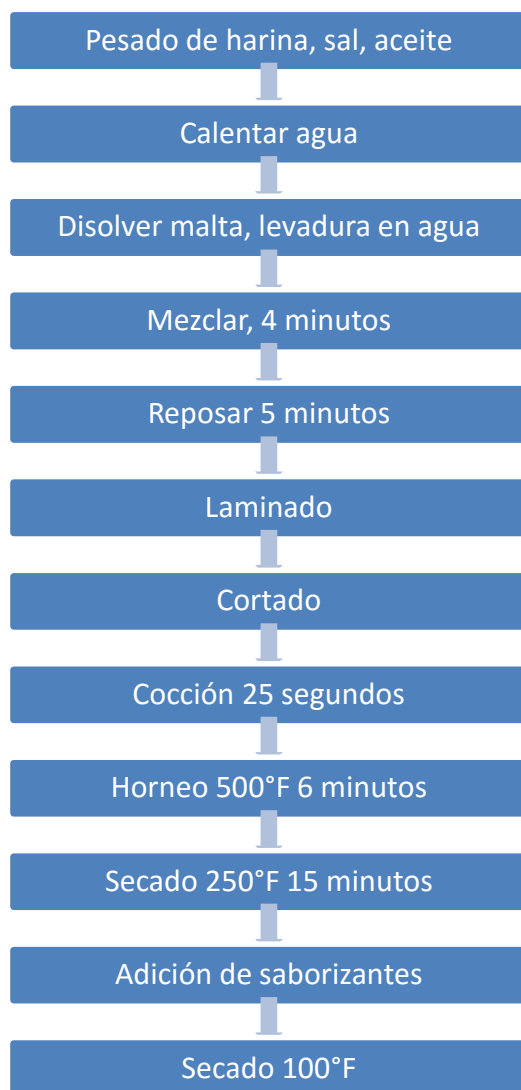 Pesado de harina, sal, aceite
Calentar agua
Disolver malta, levadura en agua
Mezclar, 4 minutos
Reposar 5 minutos
Laminado
Cortado
Cocción 25 segundos
Horneo 500°F 6 minutos
Secado 250°F 15 minutos
Adición de saborizantes
Secado 100°F